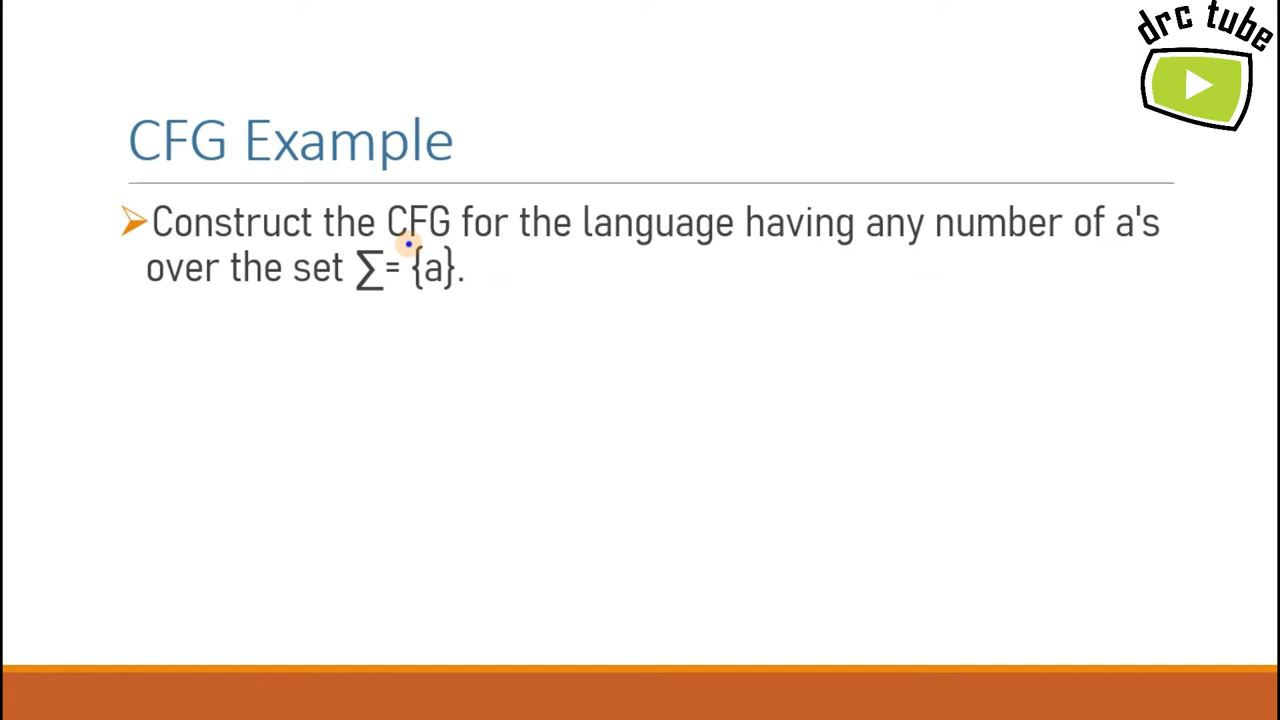 drc tube
CFG Example
Construct the CFG for the language having any number of a's
over the set ∑= {a}.